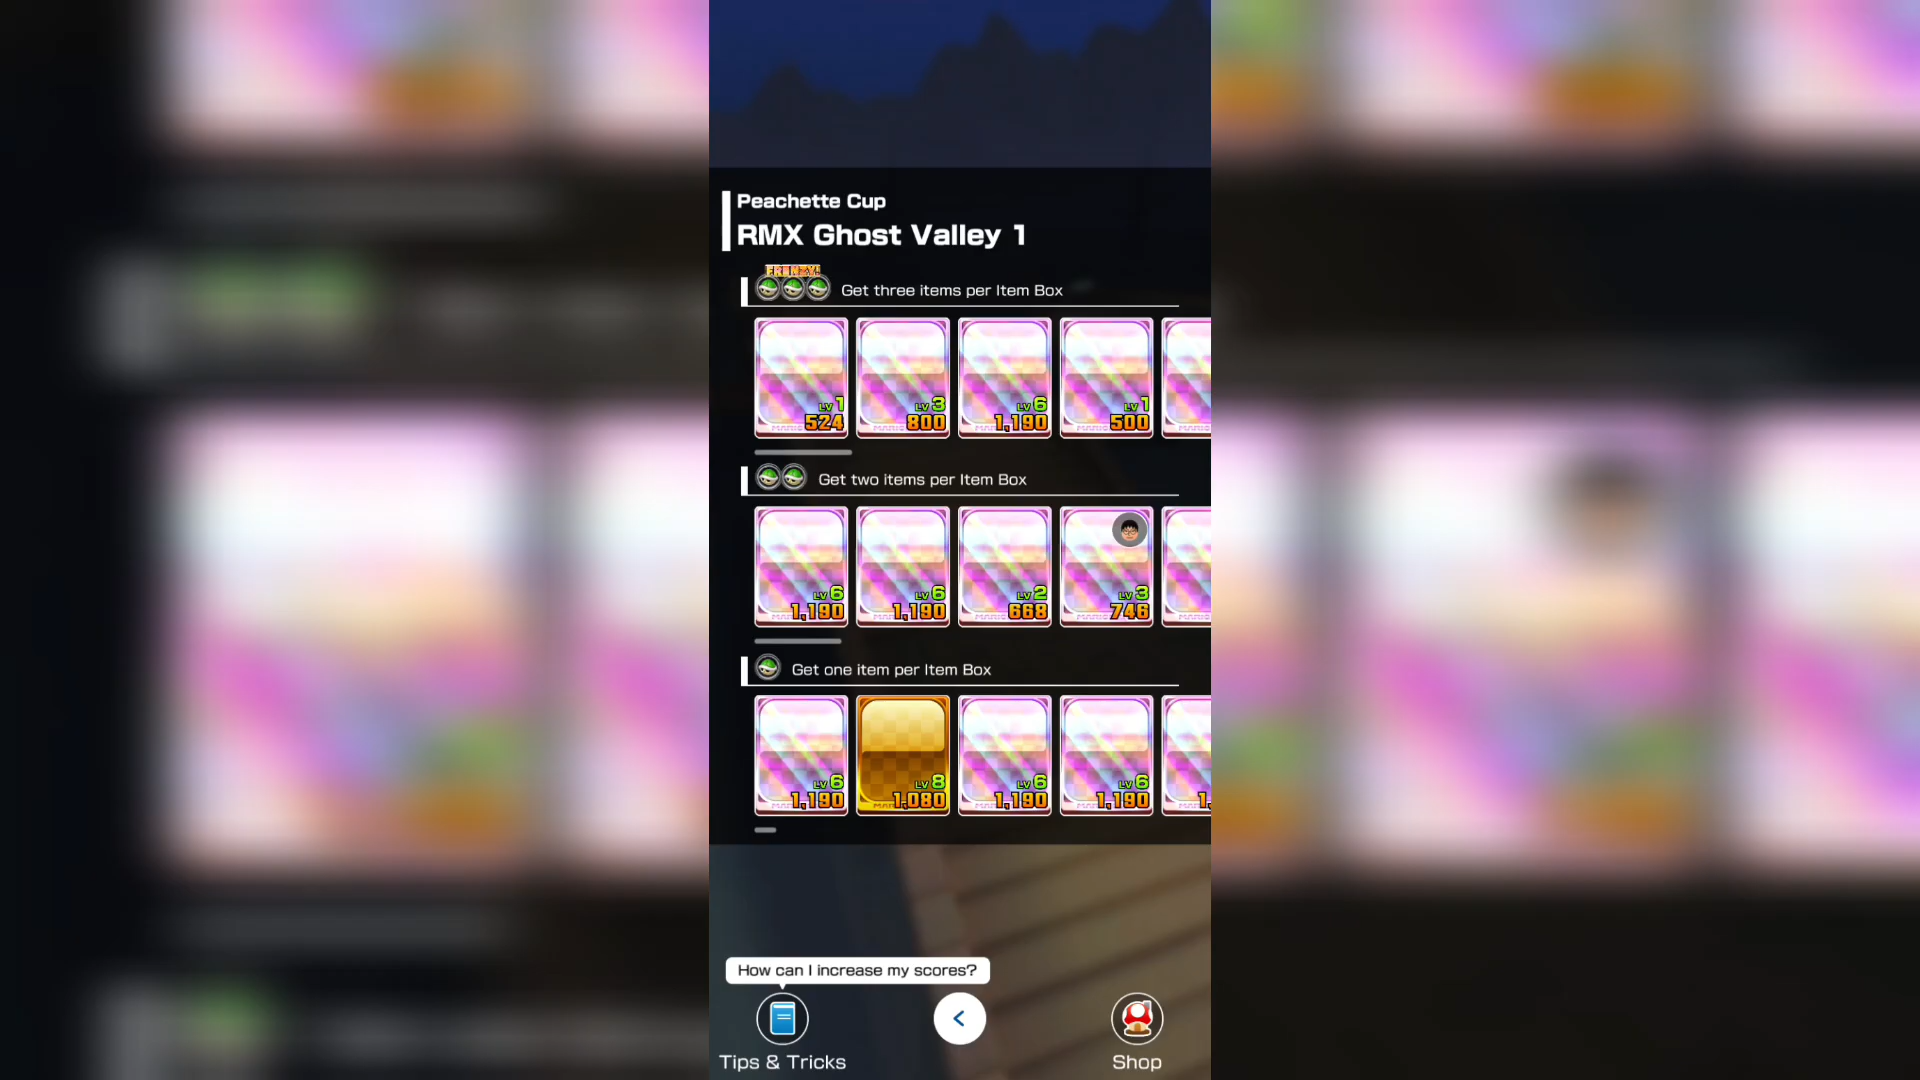 Peachette Cup
RMX Ghost Valley 1
FRENZY!
Get three items per Item Box
LV 1 LV 3 LV 6 LV 1
524 800 1,190 500
Get two items per Item Box
LV 6 LV 6 LV 2 LV 3
1,190 1,190 668 746
Get one item per Item Box
LV 6 LV 8 LV 6 LV 6
1,190 1,080 1,190 1,190
How can I increase my scores?
Tips & Tricks
Shop